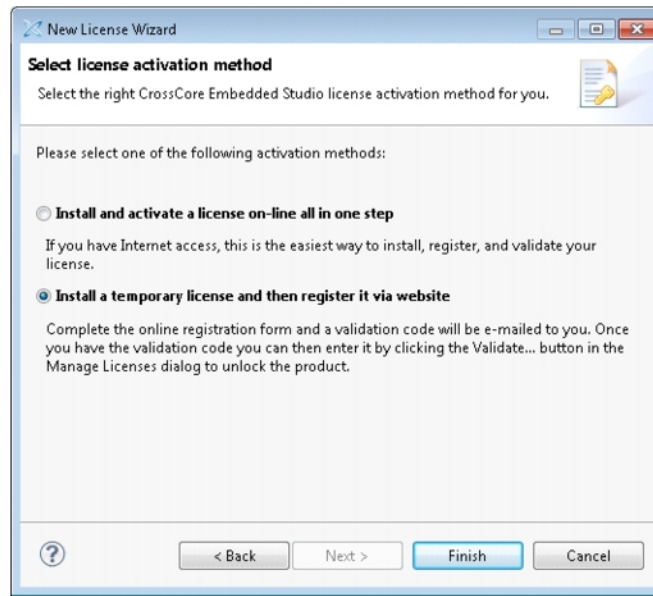 New License Wizard
Select license activation method
Select the right CrossCore Embedded Studio license activation method for you.
Please select one of the following activation methods:
Install and activate a license on-line all in one step
If you have Internet access, this is the easiest way to install, register, and validate your
license.
Install a temporary license and then register it via website
Complete the online registration form and a validation code will be e-mailed to you. Once
you have the validation code you can then enter it by clicking the Validate... button in the
Manage Licenses dialog to unlock the product.
? < Back Next > Finish Cancel